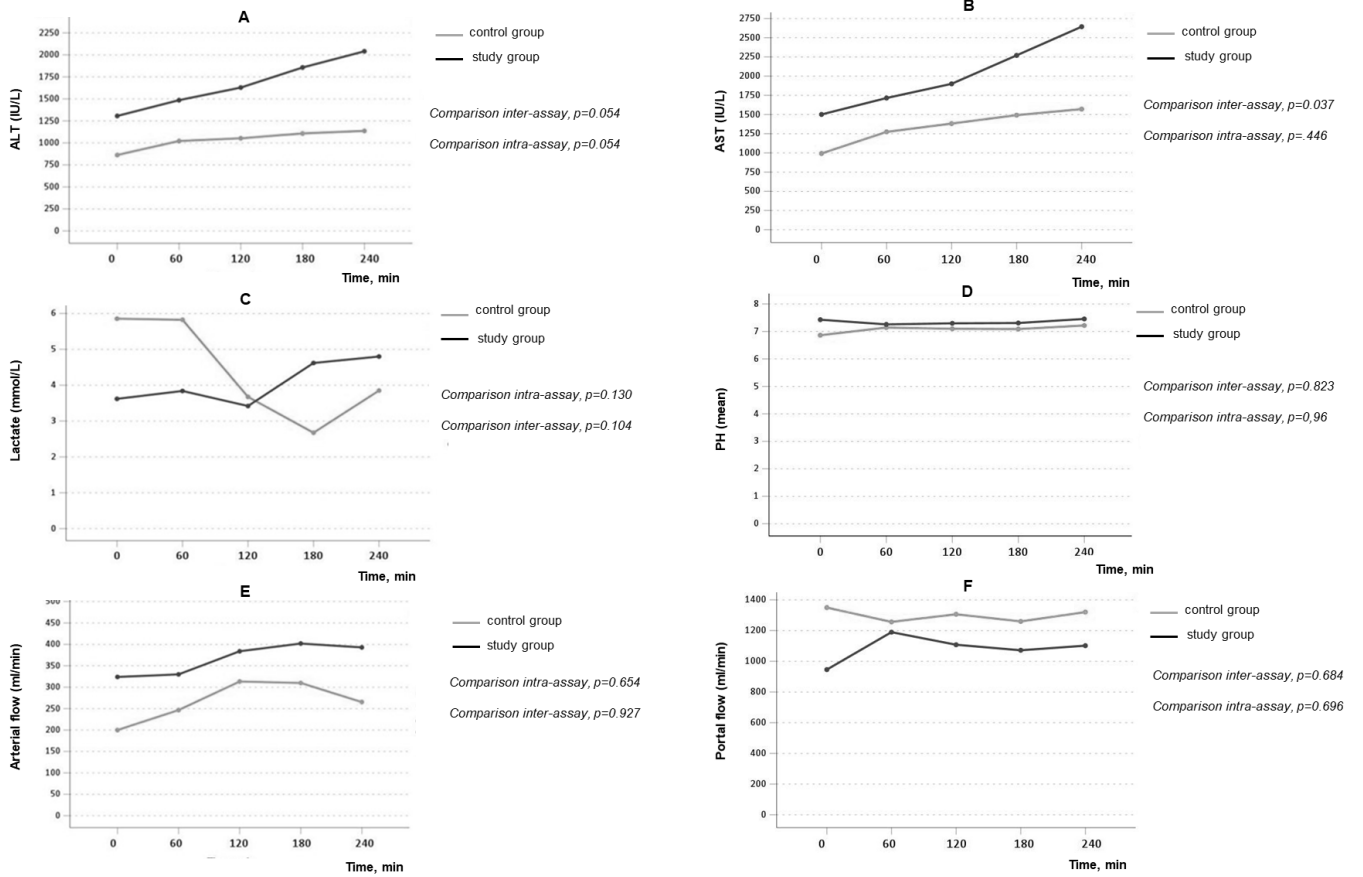 A
ALT (IU/L)
2250
2000
1750
1500
1250
1000
750
500
250
0
0 60 120 180 240
Time, min
control group
study group
Comparison inter-assay, p=0.054
Comparison intra-assay, p=0.054
B
AST (IU/L)
2750
2500
2250
2000
1750
1500
1250
1000
750
500
250
0
0 60 120 180 240
Time, min
control group
study group
Comparison inter-assay, p=0.037
Comparison intra-assay, p=.446
C
Lactate (mmol/L)
6
5
4
3
2
1
0
0 60 120 180 240
Time, min
control group
study group
Comparison intra-assay, p=0.130
Comparison inter-assay, p=0.104
D
PH (mean)
8
7
6
5
4
3
2
1
0
0 60 120 180 240
Time, min
control group
study group
Comparison inter-assay, p=0.823
Comparison intra-assay, p=0,96
E
Arterial flow (ml/min)
500
450
400
350
300
250
200
150
100
50
0
0 60 120 180 240
Time, min
control group
study group
Comparison intra-assay, p=0.654
Comparison inter-assay, p=0.927
F
Portal flow (ml/min)
1400
1200
1000
800
600
400
200
0
0 60 120 180 240
Time, min
control group
study group
Comparison inter-assay, p=0.684
Comparison intra-assay, p=0.696